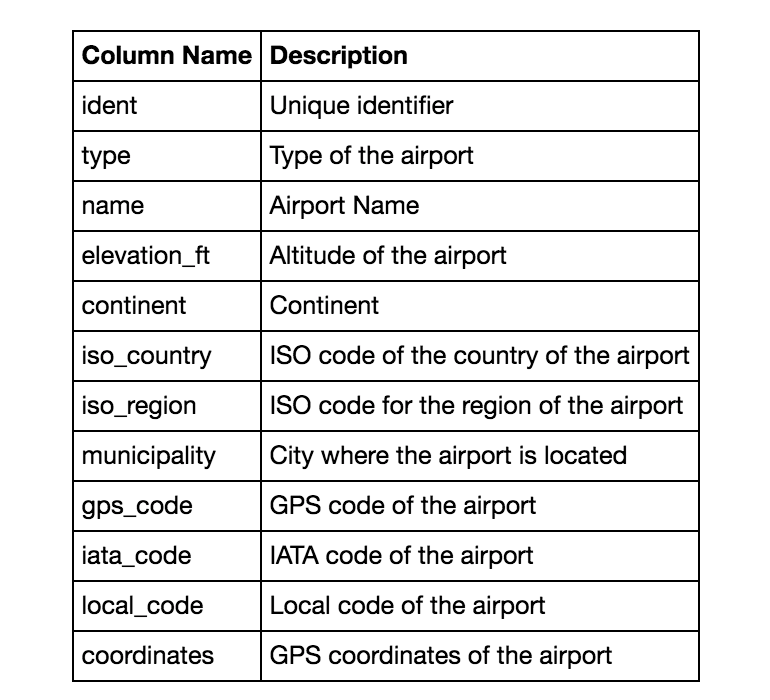 Column Name Description
ident Unique identifier
type Type of the airport
name Airport Name
elevation_ft Altitude of the airport
continent Continent
iso_country ISO code of the country of the airport
iso_region ISO code for the region of the airport
municipality City where the airport is located
gps_code GPS code of the airport
iata_code IATA code of the airport
local_code Local code of the airport
coordinates GPS coordinates of the airport